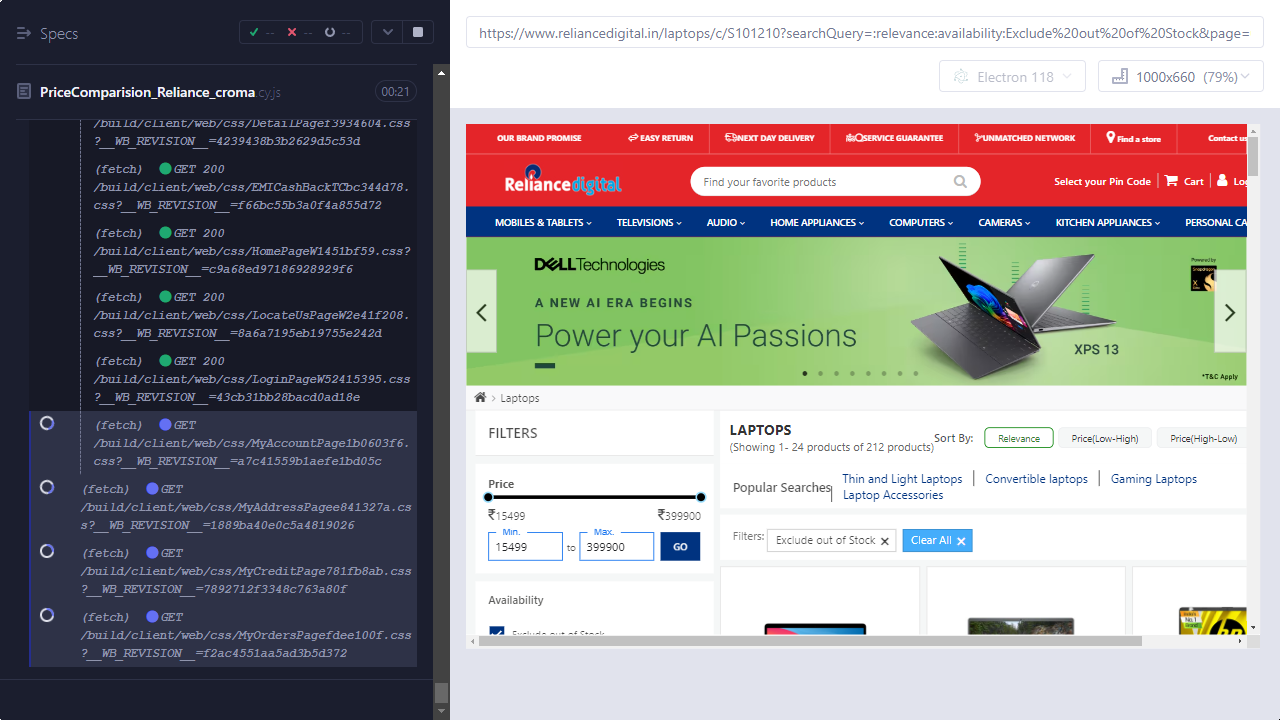 Specs
-- -- --
PriceComparision_Reliance_croma.cy.js
00:21
/build/client/web/css/DetailPagef3934604.css
?__WB_REVISION__=4239438b3b2629d5c53d
(fetch) GET 200
/build/client/web/css/EMICashBackTCbc344d78.
css?__WB_REVISION__=f66bc55b3a0f4a855d72
(fetch) GET 200
/build/client/web/css/HomePageW1451bf59.css?
__WB_REVISION__=c9a68ed97186928929f6
(fetch) GET 200
/build/client/web/css/LocateUsPageW2e41f208.
css?__WB_REVISION__=8a6a7195eb19755e242d
(fetch) GET 200
/build/client/web/css/LoginPageW52415395.css
?__WB_REVISION__=43cb31bb28bacd0ad18e
(fetch) GET
/build/client/web/css/MyAccountPage1b0603f6.
css?__WB_REVISION__=a7c41559b1aefe1bd05c
(fetch) GET
/build/client/web/css/MyAddressPagee841327a.cs
s?__WB_REVISION__=1889ba40e0c5a4819026
(fetch) GET
/build/client/web/css/MyCreditPage781fb8ab.css
?__WB_REVISION__=7892712f3348c763a80f
(fetch) GET
/build/client/web/css/MyOrdersPagefdee100f.css
?__WB_REVISION__=f2ac4551aa5ad3b5d372
https://www.reliancedigital.in/laptops/c/S101210?searchQuery=:relevance:availability:Exclude%20out%20of%20Stock&page=
Electron 118
1000x660 (79%)
OUR BRAND PROMISE EASY RETURN NEXT DAY DELIVERY SERVICE GUARANTEE UNMATCHED NETWORK Find a store Contact us
Reliance digital
Find your favorite products
Select your Pin Code Cart Log
MOBILES & TABLETS TELEVISIONS AUDIO HOME APPLIANCES COMPUTERS CAMERAS KITCHEN APPLIANCES PERSONAL CA
DELL Technologies
Powered by
Snapdragon
A NEW AI ERA BEGINS
Power your AI Passions
XPS 13
*T&C Apply
Laptops
FILTERS
LAPTOPS
(Showing 1- 24 products of 212 products)
Sort By: Relevance Price(Low-High) Price(High-Low)
Popular Searches
Thin and Light Laptops Convertible laptops Gaming Laptops
Laptop Accessories
Price
₹15499 ₹399900
Min. Max.
15499 to 399900 GO
Filters: Exclude out of Stock Clear All
Availability
Exclude out of Stock
No.1
hp